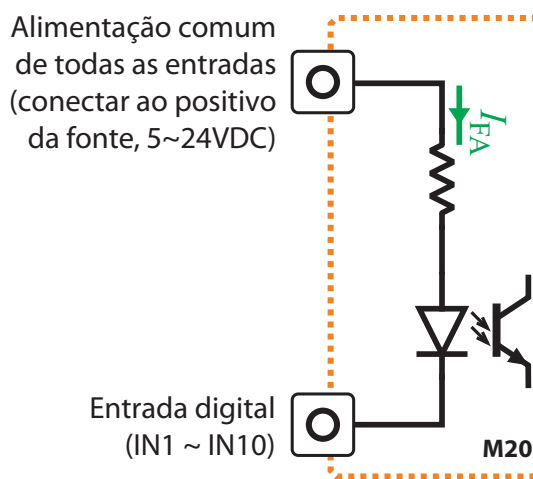 Alimentação comum
de todas as entradas
(conectar ao positivo
da fonte, 5~24VDC)
IFA
Entrada digital
(IN1 ~ IN10)
M20